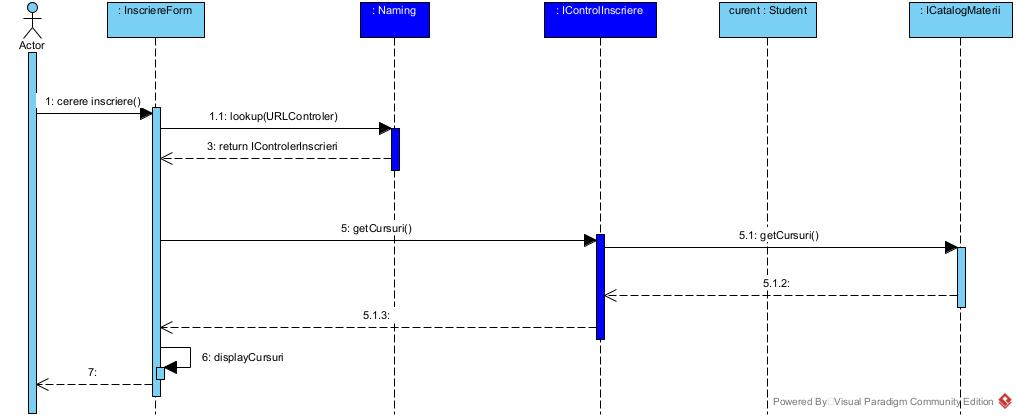 : InscriereForm
: Naming
: IControlInscriere
curent : Student
: ICatalogMaterii
Actor
1: cerere inscriere()
1.1: lookup(URLControler)
3: return IControlerInscrieri
5: getCursuri()
5.1: getCursuri()
5.1.2:
5.1.3:
6: displayCursuri
7:
Powered By Visual Paradigm Community Edition